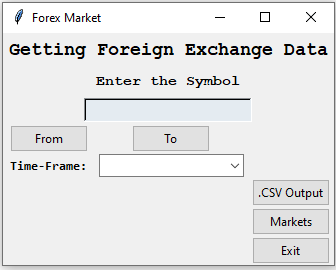 Forex Market
Getting Foreign Exchange Data
Enter the Symbol
From To
Time-Frame:
.CSV Output
Markets
Exit